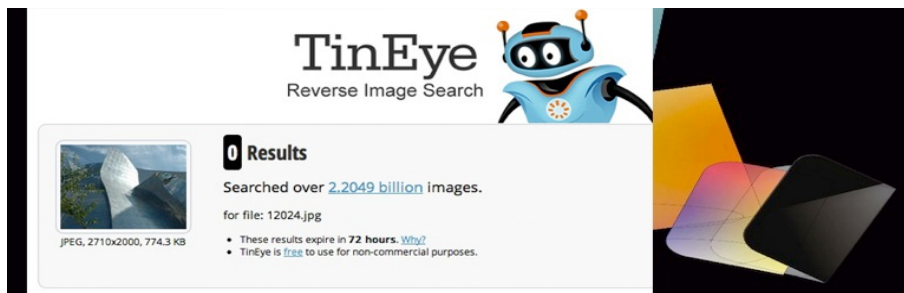 TinEye
Reverse Image Search
0 Results
Searched over 2.2049 billion images.
for file: 12024.jpg
JPEG, 2710x2000, 774.3 KB
• These results expire in 72 hours. Why?
• TinEye is free to use for non-commercial purposes.